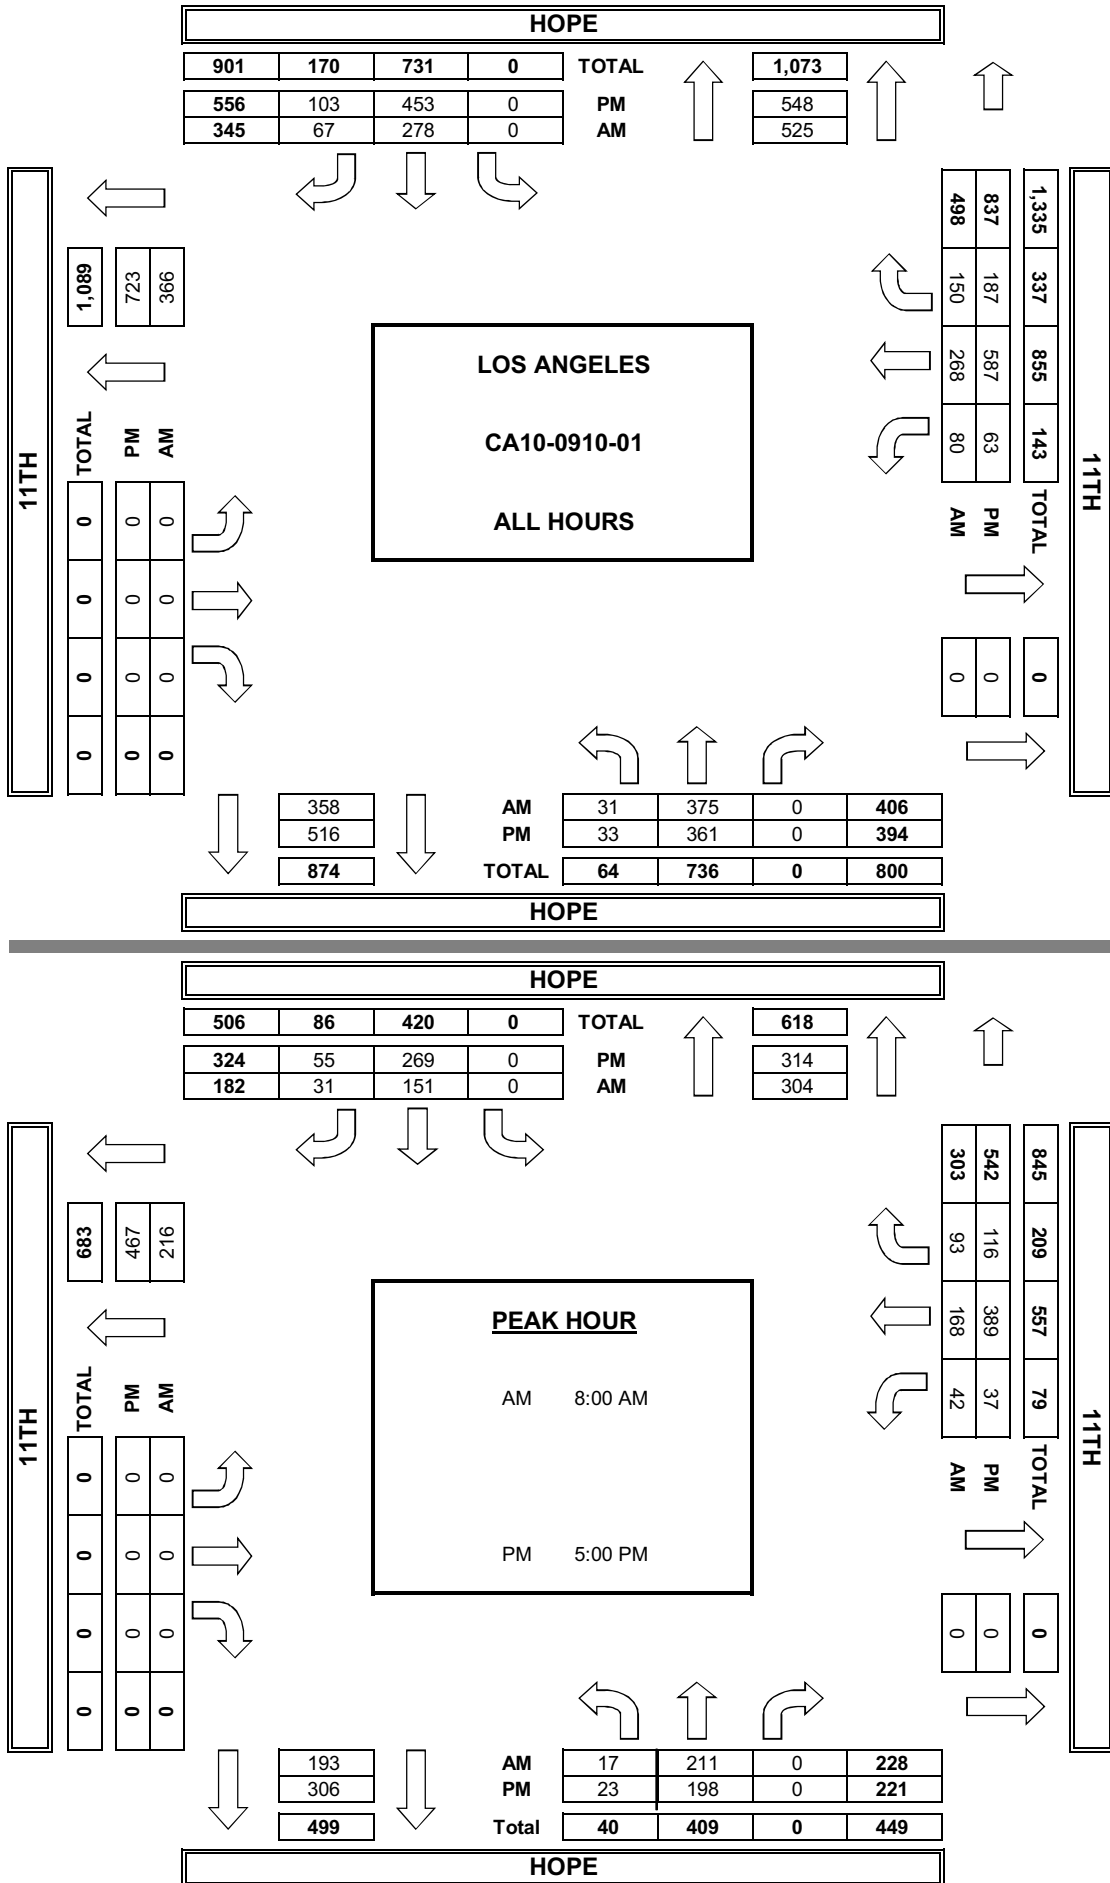 HOPE
901 170 731 0 TOTAL 1,073
556 103 453 0 PM 548
345 67 278 0 AM 525
11TH
1,089
723
366
TOTAL
PM
AM
0 0 0 0
0 0 0 0
0 0 0 0
LOS ANGELES
CA10-0910-01
ALL HOURS
1,335 337 855 143 TOTAL 0
837 187 587 63 PM 0
498 150 268 80 AM 0
11TH
358 AM 31 375 0 406
516 PM 33 361 0 394
874 TOTAL 64 736 0 800
HOPE
HOPE
506 86 420 0 TOTAL 618
324 55 269 0 PM 314
182 31 151 0 AM 304
11TH
683
467
216
TOTAL
PM
AM
0 0 0 0
0 0 0 0
0 0 0 0
PEAK HOUR
AM 8:00 AM
PM 5:00 PM
845 209 557 79 TOTAL 0
542 116 389 37 PM 0
303 93 168 42 AM 0
11TH
193 AM 17 211 0 228
306 PM 23 198 0 221
499 Total 40 409 0 449
HOPE